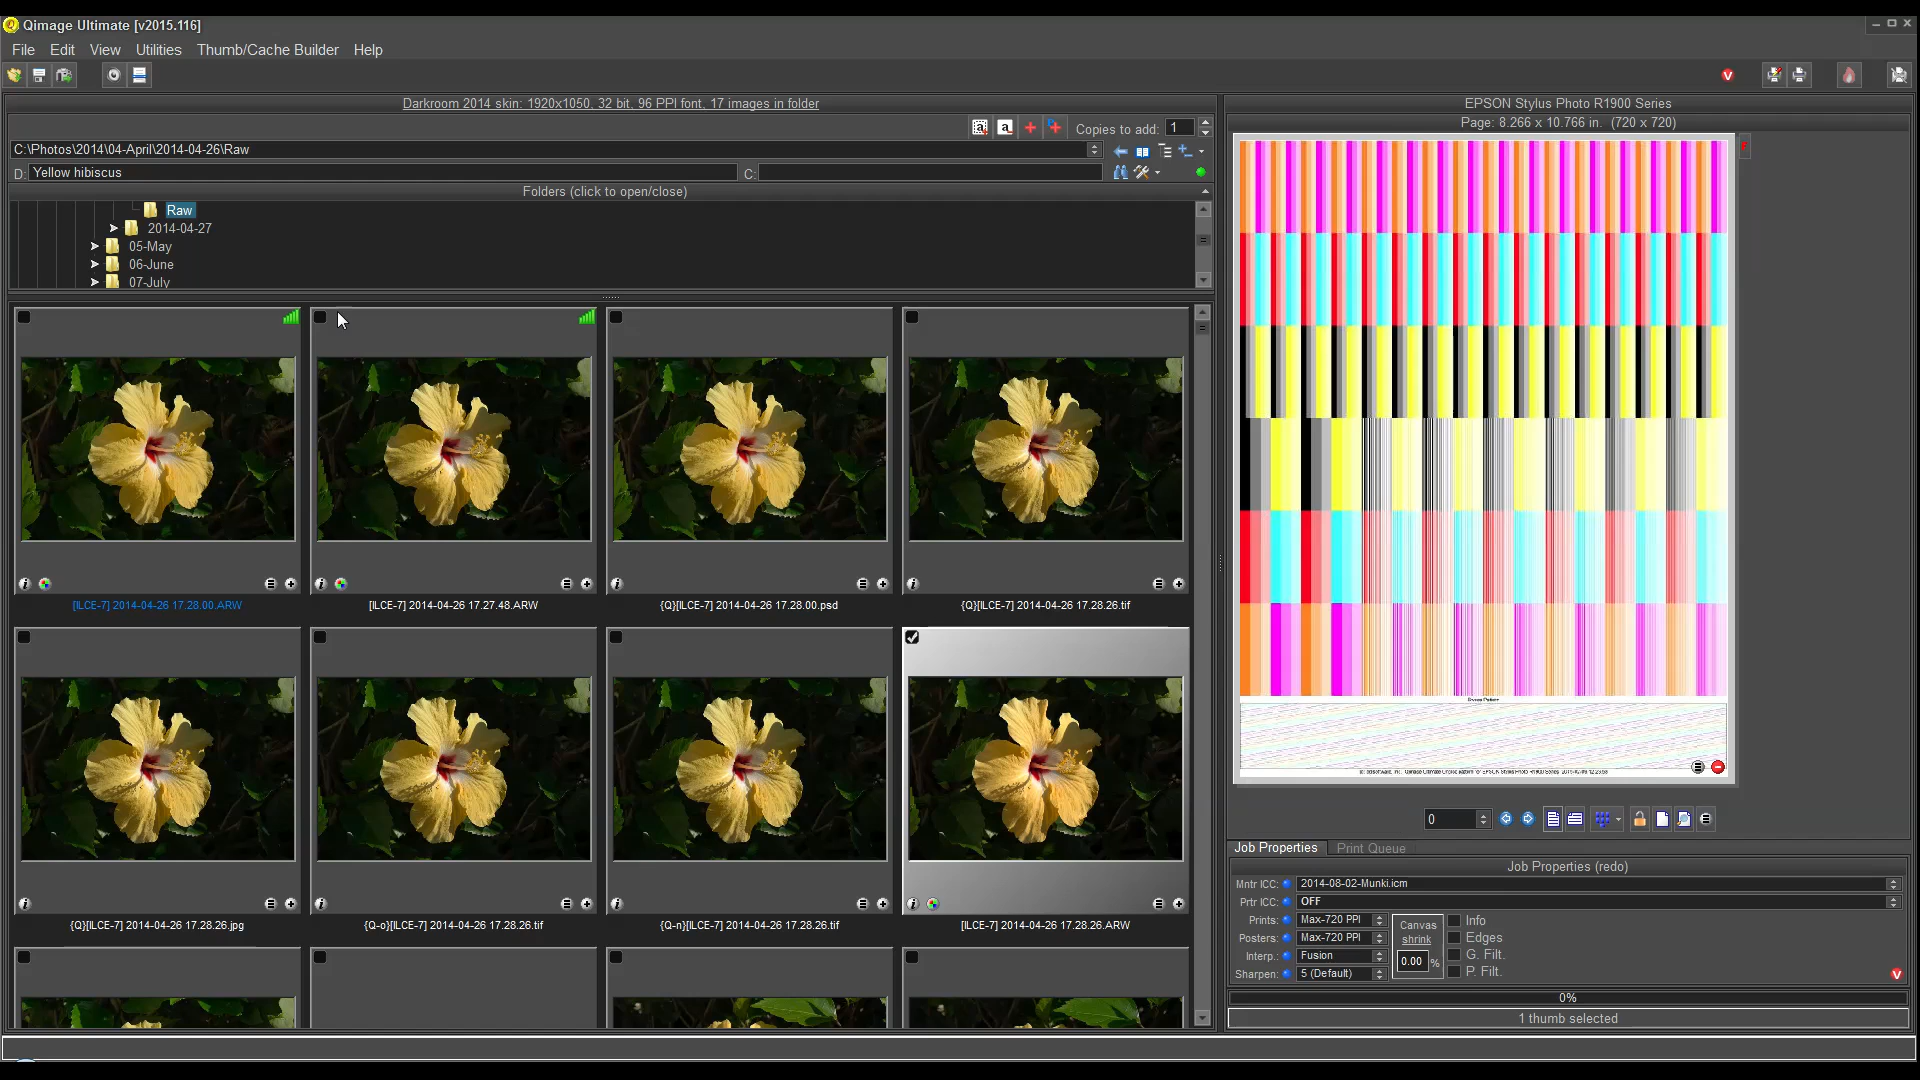 Qimage Ultimate [v2015.116]
File Edit View Utilities Thumb/Cache Builder Help
Darkroom 2014 skin: 1920x1050, 32 bit, 96 PPI font, 17 images in folder
Copies to add: 1
C:\Photos\2014\04-April\2014-04-26\Raw
D: Yellow hibiscus C:
Folders (click to open/close)
Raw
2014-04-27
05-May
06-June
07-July
[ILCE-7] 2014-04-26 17.28.00.ARW
[ILCE-7] 2014-04-26 17.27.48.ARW
{Q}[ILCE-7] 2014-04-26 17.28.00.psd
{Q}[ILCE-7] 2014-04-26 17.28.26.tif
{Q}[ILCE-7] 2014-04-26 17.28.26.jpg
{Q-o}[ILCE-7] 2014-04-26 17.28.26.tif
{Q-n}[ILCE-7] 2014-04-26 17.28.26.tif
[ILCE-7] 2014-04-26 17.28.26.ARW
EPSON Stylus Photo R1900 Series
Page: 8.266 x 10.766 in. (720 x 720)
0
Job Properties Print Queue
Job Properties (redo)
Mntr ICC: 2014-08-02-Munki.icm
Prtr ICC: OFF
Prints: Max-720 PPI
Posters: Max-720 PPI
Interp.: Fusion
Sharpen: 5 (Default)
Canvas
shrink
0.00 %
Info
Edges
G. Filt.
P. Filt.
0%
1 thumb selected